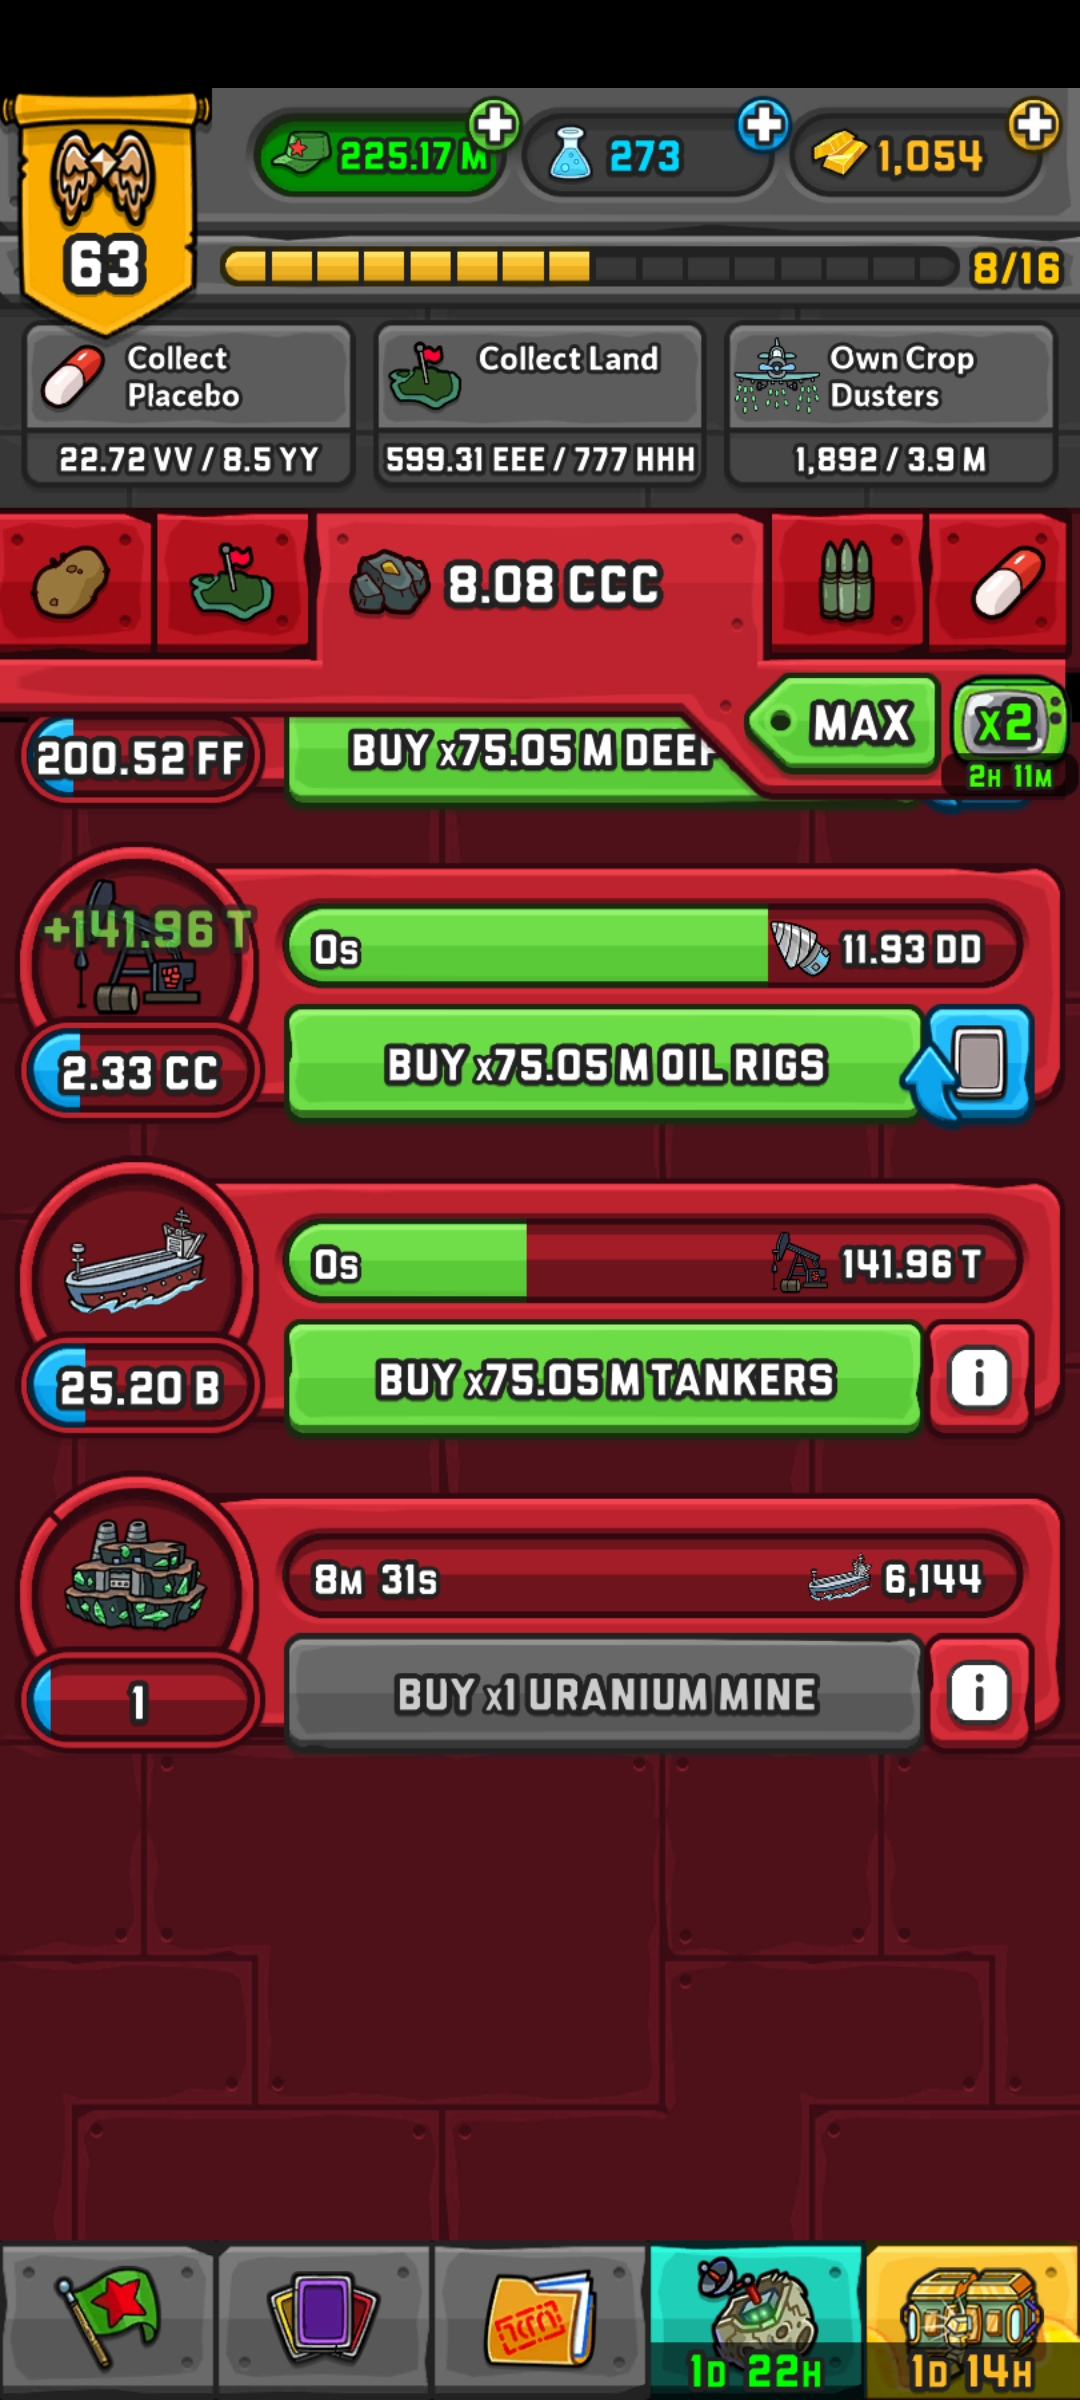 225.17 M
273
1,054
63
8/16
Collect
Placebo
22.72 VV / 8.5 YY
Collect Land
599.31 EEE / 777 HHH
Own Crop
Dusters
1,892 / 3.9 M
8.08 CCC
MAX
X2
2H 11M
200.52 FF
BUY x75.05 M DEEP
+141.96 T
0s
11.93 DD
2.33 CC
BUY x75.05 M OIL RIGS
0s
141.96 T
25.20 B
BUY x75.05 M TANKERS
i
8M 31s
6,144
1
BUY x1 URANIUM MINE
i
1D 22H
1D 14H